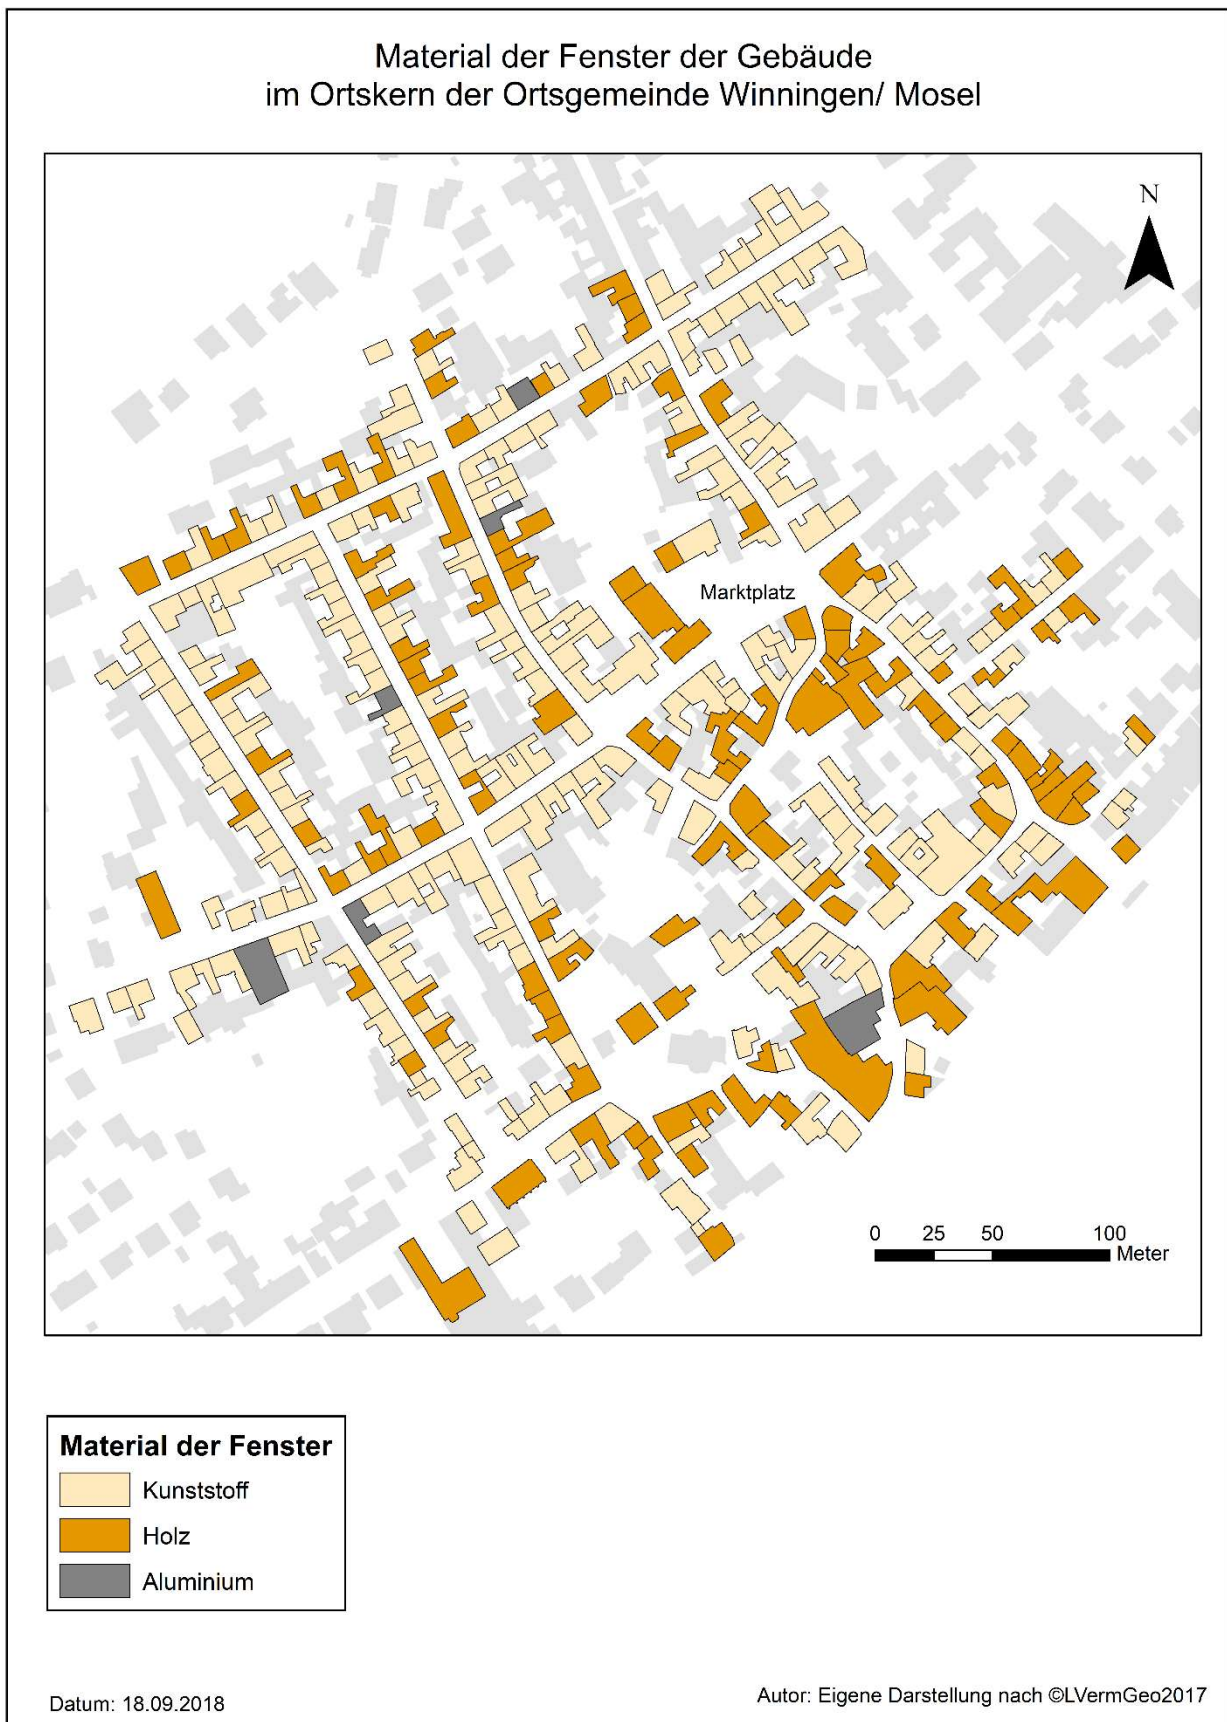 Material der Fenster der Gebäude
im Ortskern der Ortsgemeinde Winningen/ Mosel
N
Marktplatz
0 25 50 100
Meter
Material der Fenster
Kunststoff
Holz
Aluminium
Datum: 18.09.2018
Autor: Eigene Darstellung nach ©LVermGeo2017